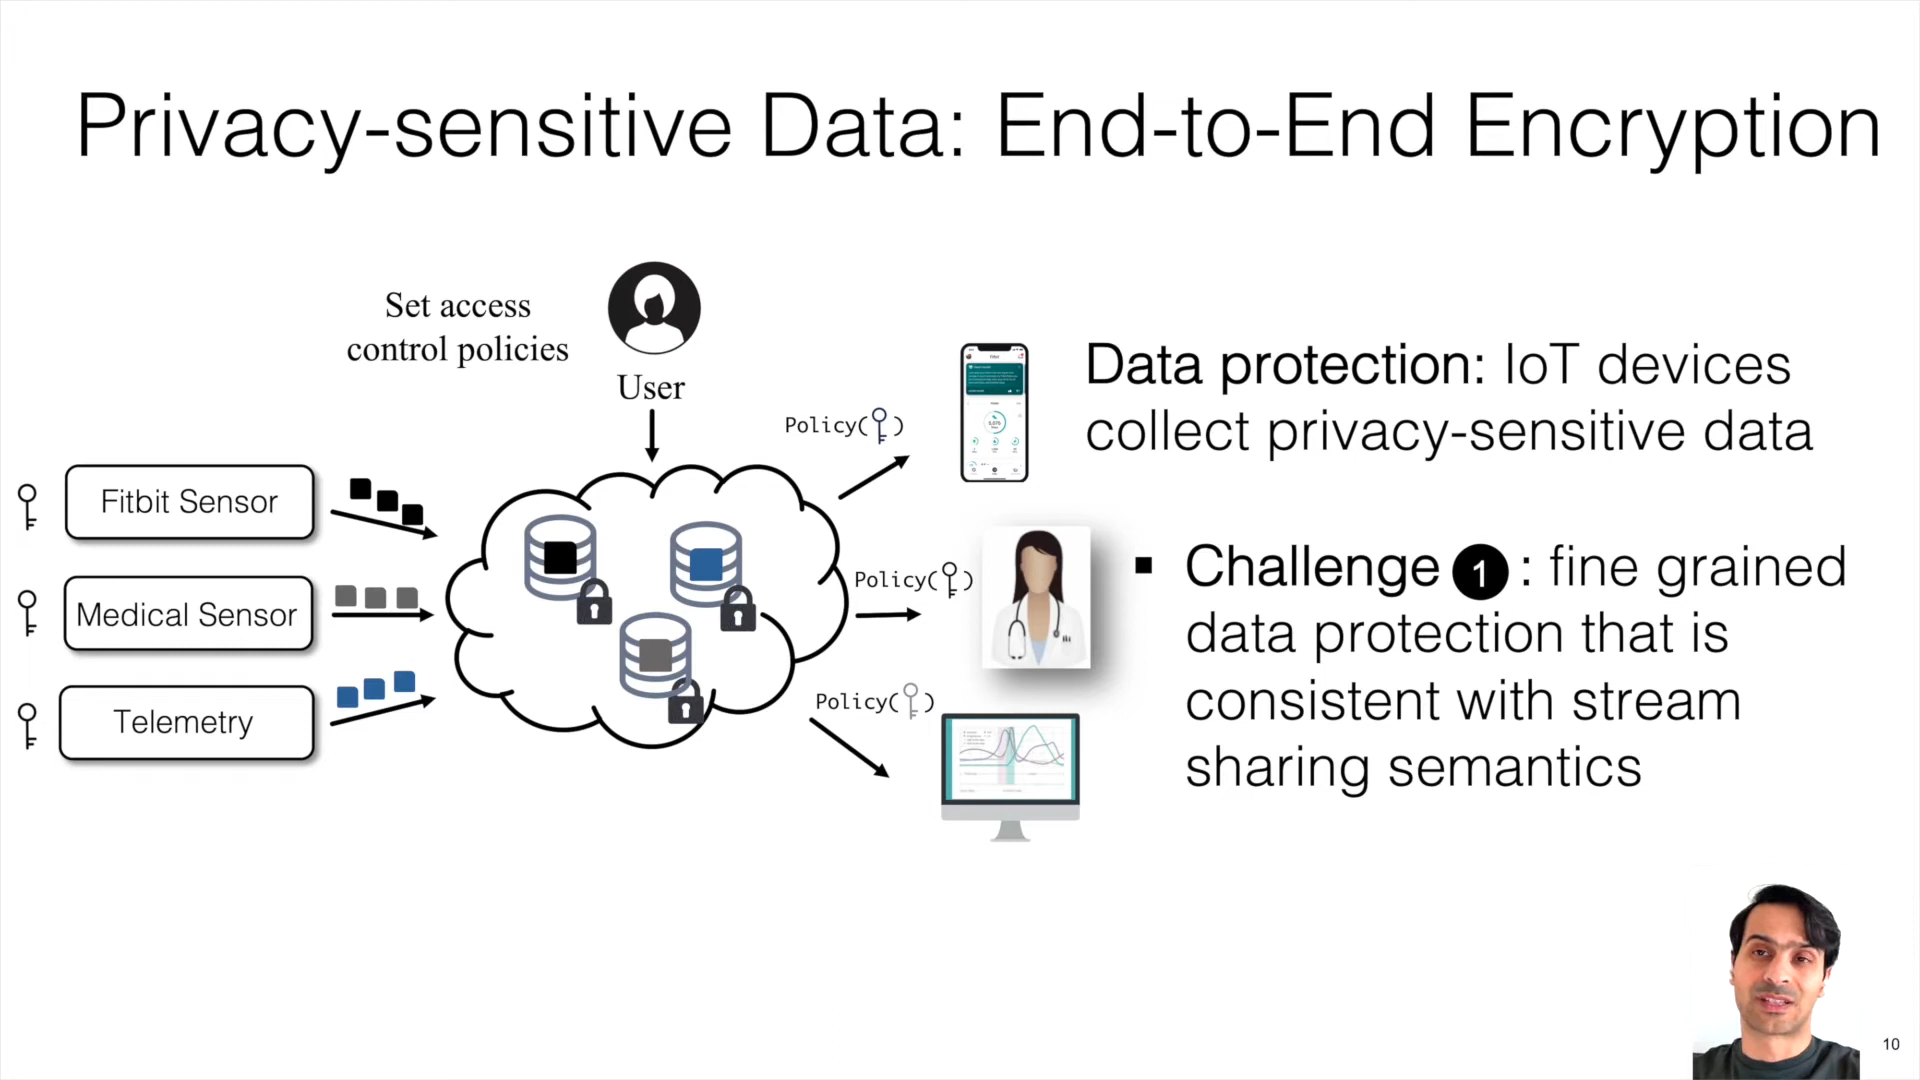 Privacy-sensitive Data: End-to-End Encryption
Set access
control policies
User
Policy( )
Fitbit Sensor
Medical Sensor
Telemetry
Policy( )
Policy( )
Data protection: IoT devices
collect privacy-sensitive data
▪ Challenge 1 : fine grained
data protection that is
consistent with stream
sharing semantics
10